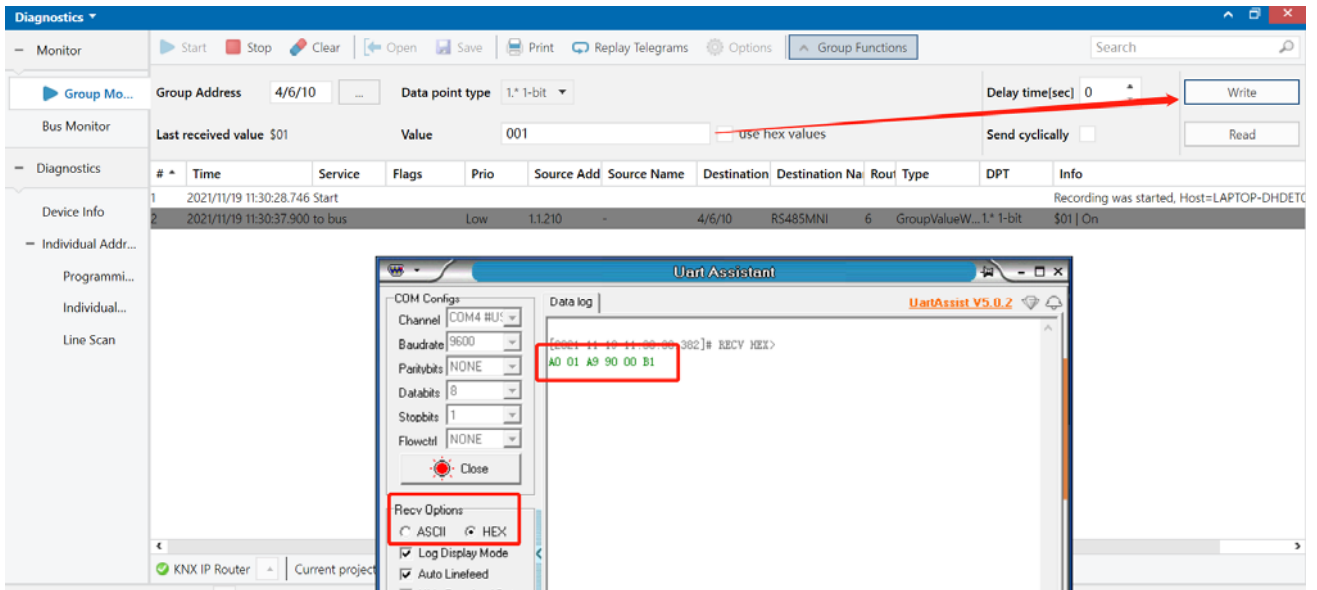 Diagnostics
Monitor Start Stop Clear Open Save Print Replay Telegrams Options Group Functions Search
Group Mo... Group Address 4/6/10 ... Data point type 1.* 1-bit Delay time[sec] 0 Write
Bus Monitor Last received value $01 Value 001 use hex values Send cyclically Read
Diagnostics # Time Service Flags Prio Source Add Source Name Destination Destination Na Rout Type DPT Info
1 2021/11/19 11:30:28.746 Start Recording was started, Host=LAPTOP-DHDETC
Device Info 2 2021/11/19 11:30:37.900 to bus Low 1.1.210 - 4/6/10 RS485MNI 6 GroupValueW... 1.* 1-bit $01 | On
Individual Addr...
Programmi... Uart Assistant
Individual... COM Configs Data log UartAssist V5.0.2
Channel COM4 #US
Line Scan Baudrate 9600 382]# RECV HEX>
Paritybits NONE A0 01 A9 90 00 B1
Databits 8
Stopbits 1
Flowctrl NONE
Close
Recv Options
ASCII HEX
Log Display Mode
KNX IP Router Current project Auto Linefeed